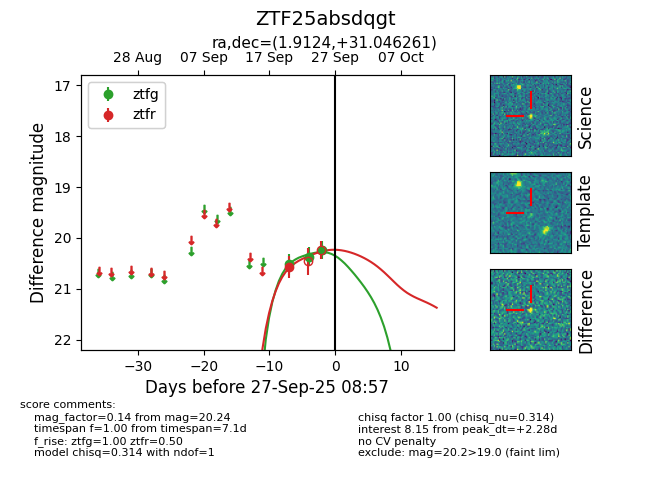 ZTF25absdqgt
ra,dec=(1.9124,+31.046261)
28 Aug 07 Sep 17 Sep 27 Sep 07 Oct
ztfg
ztfr
17
18
19
20
21
22
Difference magnitude
−30 −20 −10 0 10
Days before 27-Sep-25 08:57
Science
Template
Difference
score comments:
mag_factor=0.14 from mag=20.24
timespan f=1.00 from timespan=7.1d
f_rise: ztfg=1.00 ztfr=0.50
model chisq=0.314 with ndof=1
chisq factor 1.00 (chisq_nu=0.314)
interest 8.15 from peak_dt=+2.28d
no CV penalty
exclude: mag=20.2>19.0 (faint lim)